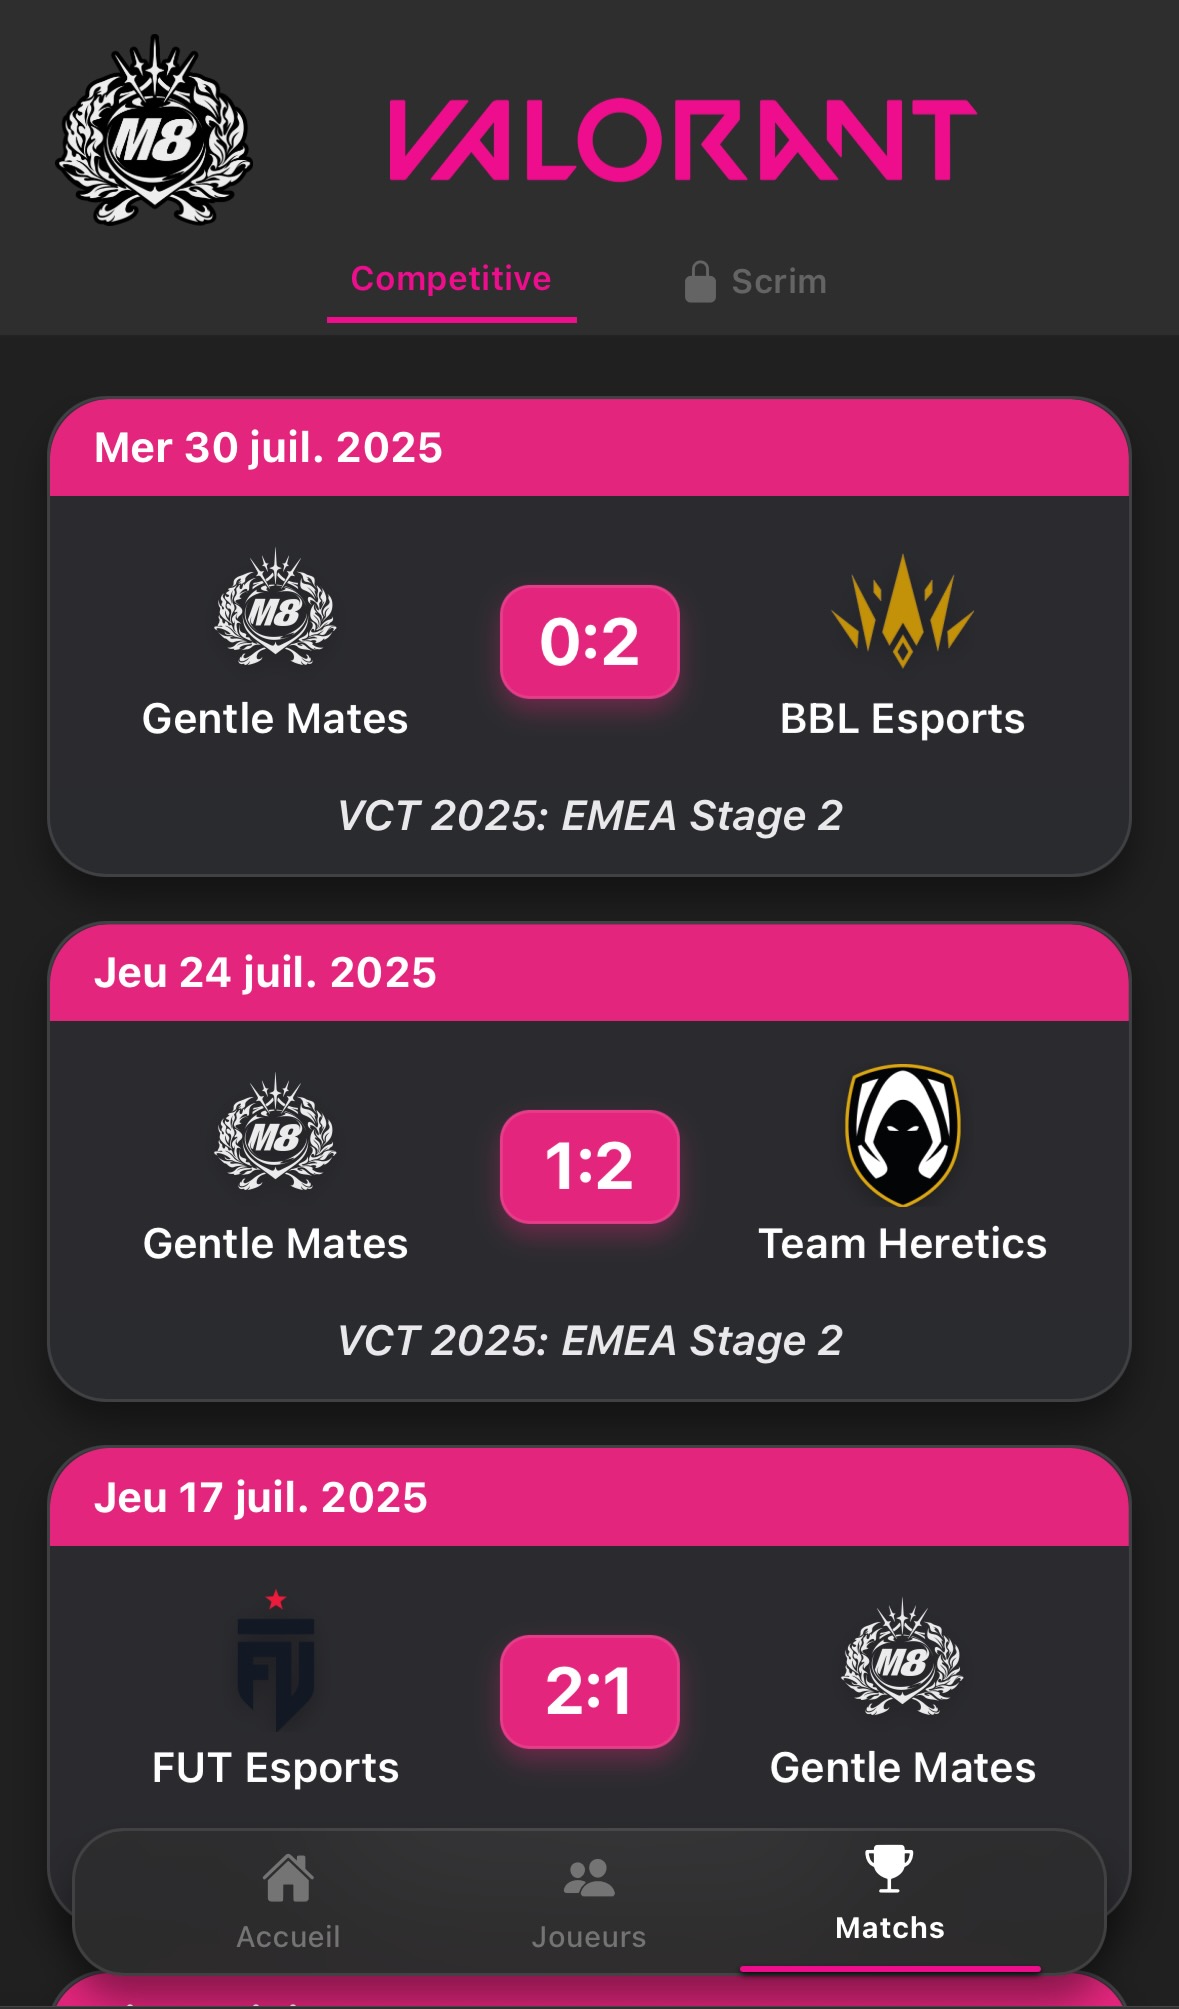 M8
VALORANT
Competitive
Scrim
Mer 30 juil. 2025
M8
0:2
Gentle Mates
BBL Esports
VCT 2025: EMEA Stage 2
Jeu 24 juil. 2025
M8
1:2
Gentle Mates
Team Heretics
VCT 2025: EMEA Stage 2
Jeu 17 juil. 2025
FUT
2:1
M8
FUT Esports
Gentle Mates
Accueil
Joueurs
Matchs